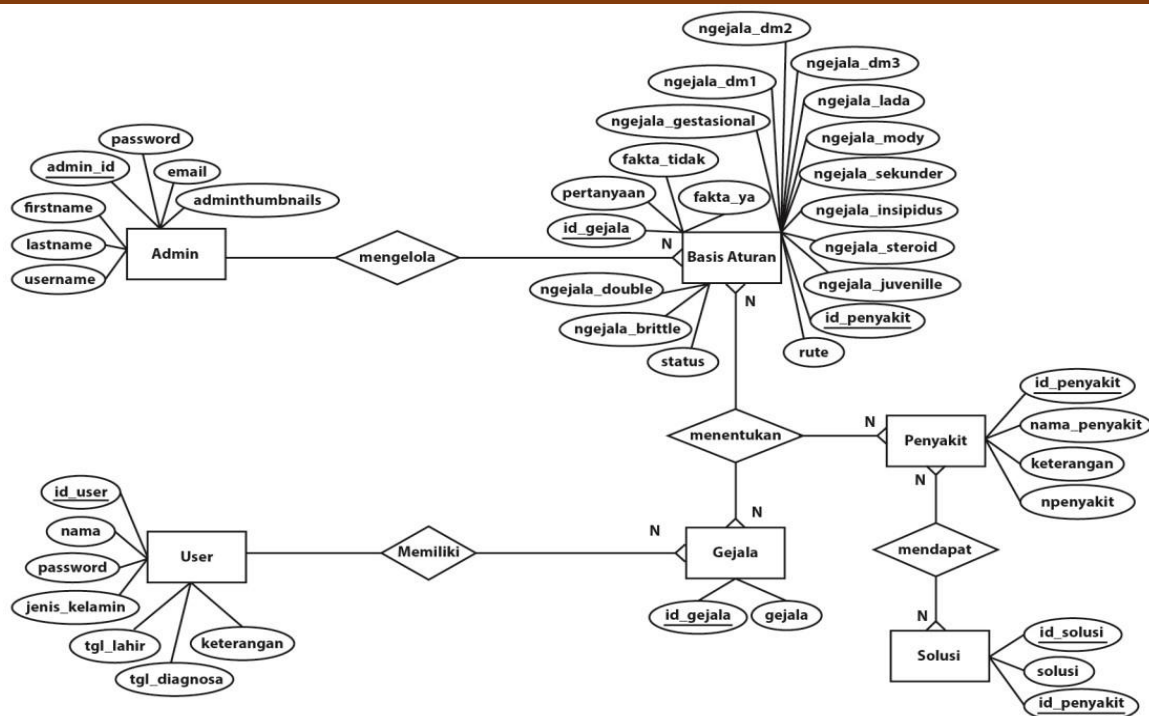 ngejala_dm2
ngejala_dm1
ngejala_dm3
ngejala_lada
ngejala_gestasional
ngejala_mody
fakta_tidak
ngejala_sekunder
pertanyaan
fakta_ya
ngejala_insipidus
id_gejala
ngejala_steroid
N
Basis Aturan
ngejala_juvenille
ngejala_double
id_penyakit
ngejala_brittle
N
rute
status
password
admin_id
email
adminthumbnails
firstname
lastname
username
Admin
mengelola
menentukan
N
Penyakit
id_penyakit
nama_penyakit
keterangan
npenyakit
N
mendapat
N
Solusi
id_solusi
solusi
id_penyakit
id_user
nama
password
jenis_kelamin
User
tgl_lahir
tgl_diagnosa
keterangan
Memiliki
N
N
Gejala
id_gejala
gejala